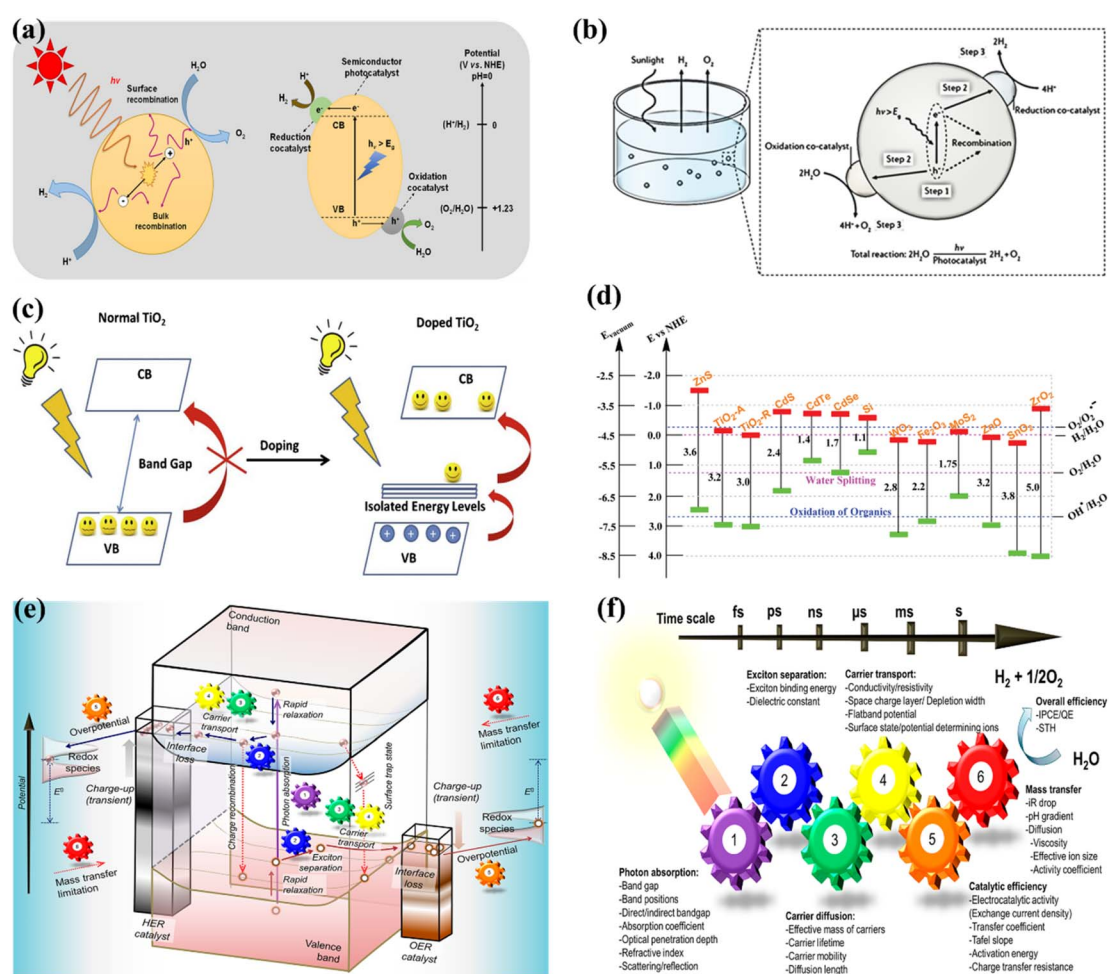 (a)
hv
Surface
recombination
H₂O
O₂
h⁺
H₂
H⁺
Bulk
recombination
Semiconductor
photocatalyst
H⁺
H₂
e⁻
e⁻
CB
Reduction
cocatalyst
hᵥ > E₉
Oxidation
cocatalyst
VB
h⁺
h⁺
O₂
H₂O
Potential
(V vs. NHE)
pH=0
(H⁺/H₂)
0
(O₂/H₂O)
+1.23
(b)
Sunlight
H₂
O₂
2H₂
Step 3
4H⁺
Step 2
Reduction co-catalyst
hv>E₉
e⁻
Recombination
Oxidation co-catalyst
Step 2
h⁺
2H₂O
Step 1
4H⁺+O₂
Step 3
Total reaction: 2H₂O hv Photocatalyst 2H₂+O₂
(c)
Normal TiO₂
CB
Band Gap
VB
Doping
Doped TiO₂
CB
Isolated Energy Levels
+ + + +
VB
(d)
E vacuum
E vs NHE
-2.5
-3.5
-4.5
-5.5
-6.5
-7.5
-8.5
-2.0
-1.0
0.0
1.0
2.0
3.0
4.0
ZnS
TiO₂-A
TiO₂-R
CdS
CdTe
CdSe
Si
WO₃
Fe₂O₃
MoS₂
ZnO
SnO₂
ZrO₂
3.6
3.2
3.0
2.4
1.4
1.7
1.1
2.8
2.2
1.75
3.2
3.8
5.0
O₂/O₂•⁻
H₂/H₂O
O₂/H₂O
OH•/H₂O
Water Splitting
Oxidation of Organics
(e)
Conduction
band
Rapid
relaxation
Carrier
transport
Overpotential
Redox
species
Interface
loss
Charge-up
(transient)
Potential
E⁰
Mass transfer
limitation
HER
catalyst
Charge recombination
Photon absorption
Surface trap state
Exciton
separation
Carrier
transport
Rapid
relaxation
Valence
band
Mass transfer
limitation
Charge-up
(transient)
E⁰
Redox
species
Overpotential
Interface
loss
OER
catalyst
(f)
Time scale
fs
ps
ns
µs
ms
s
H₂ + 1/2O₂
H₂O
Overall efficiency
-IPCE/QE
-STH
Exciton separation:
-Exciton binding energy
-Dielectric constant
Carrier transport:
-Conductivity/resistivity
-Space charge layer/ Depletion width
-Flatband potential
-Surface state/potential determining ions
1
2
3
4
5
6
Mass transfer
-iR drop
-pH gradient
-Diffusion
-Viscosity
-Effective ion size
-Activity coefficient
Photon absorption:
-Band gap
-Band positions
-Direct/indirect bandgap
-Absorption coefficient
-Optical penetration depth
-Refractive index
-Scattering/reflection
Carrier diffusion:
-Effective mass of carriers
-Carrier lifetime
-Carrier mobility
-Diffusion length
Catalytic efficiency
-Electrocatalytic activity
(Exchange current density)
-Transfer coefficient
-Tafel slope
-Activation energy
-Charge transfer resistance